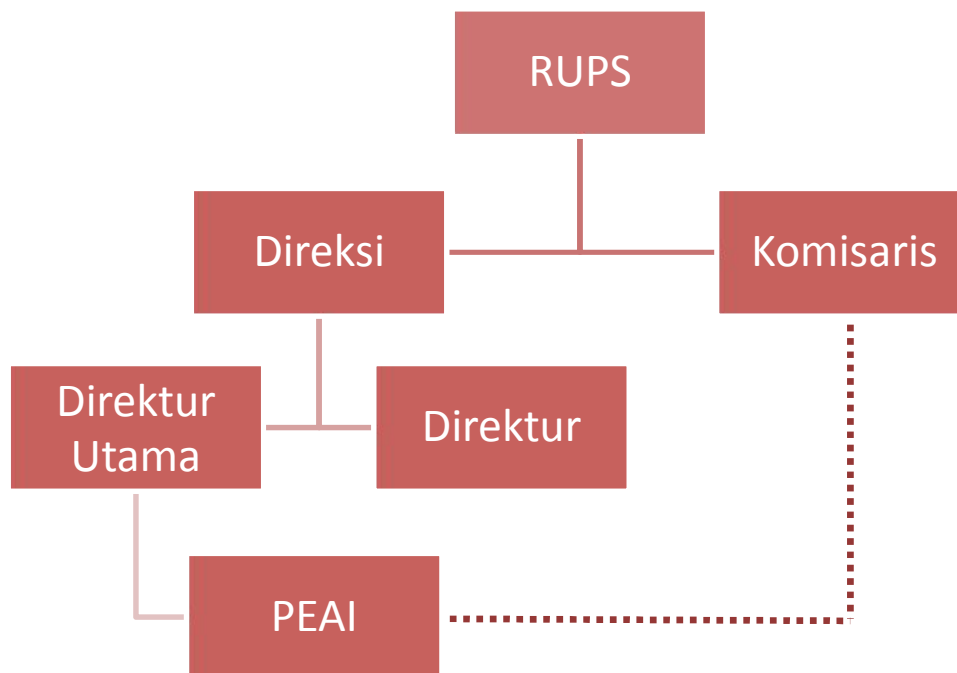 RUPS
Direksi
Komisaris
Direktur
Utama
Direktur
PEAI